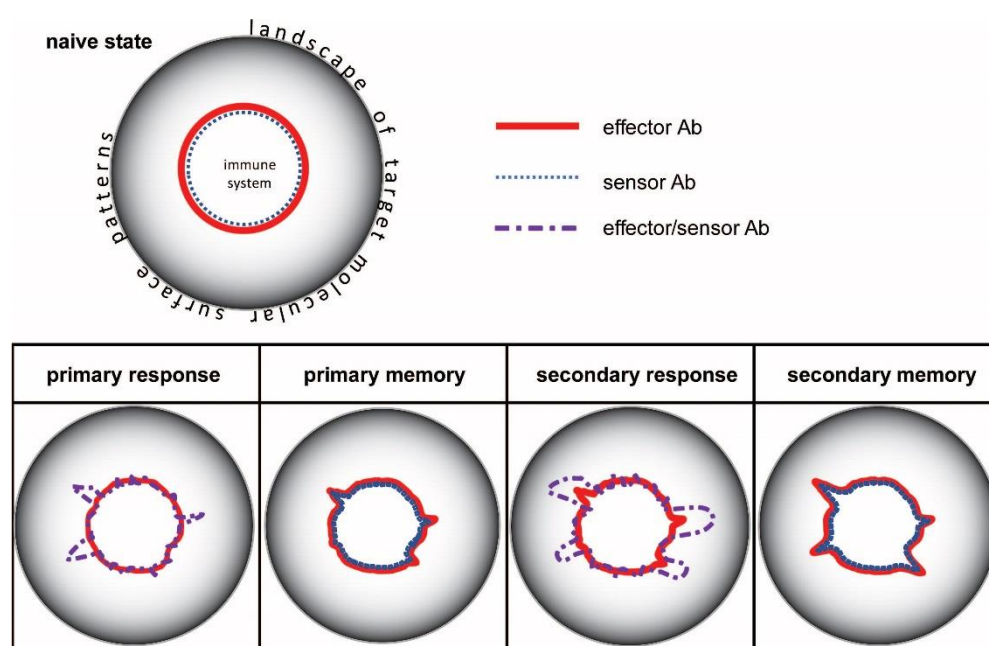 naive state
landscape of target molecular surface patterns
immune
system
effector Ab
sensor Ab
effector/sensor Ab
primary response
primary memory
secondary response
secondary memory